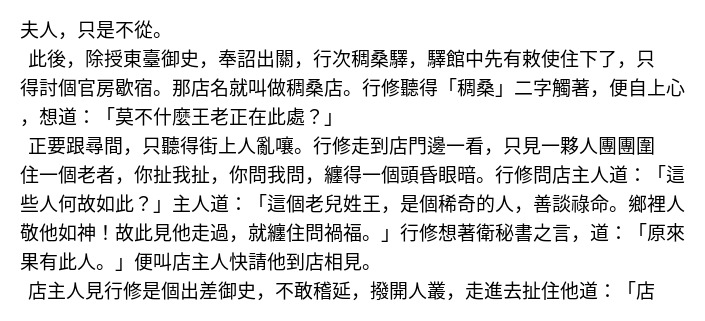 夫人，只是不從。
此後，除授東臺御史，奉詔出關，行次稠桑驛，驛館中先有敕使住下了，只
得討個官房歇宿。那店名就叫做稠桑店。行修聽得「稠桑」二字觸著，便自上心
，想道：「莫不什麼王老正在此處？」
正要跟尋間，只聽得街上人亂嚷。行修走到店門邊一看，只見一夥人團團圍
住一個老者，你扯我扯，你問我問，纏得一個頭昏眼暗。行修問店主人道：「這
些人何故如此？」主人道：「這個老兒姓王，是個稀奇的人，善談祿命。鄉裡人
敬他如神！故此見他走過，就纏住問禍福。」行修想著衛秘書之言，道：「原來
果有此人。」便叫店主人快請他到店相見。
店主人見行修是個出差御史，不敢稽延，撥開人叢，走進去扯住他道：「店